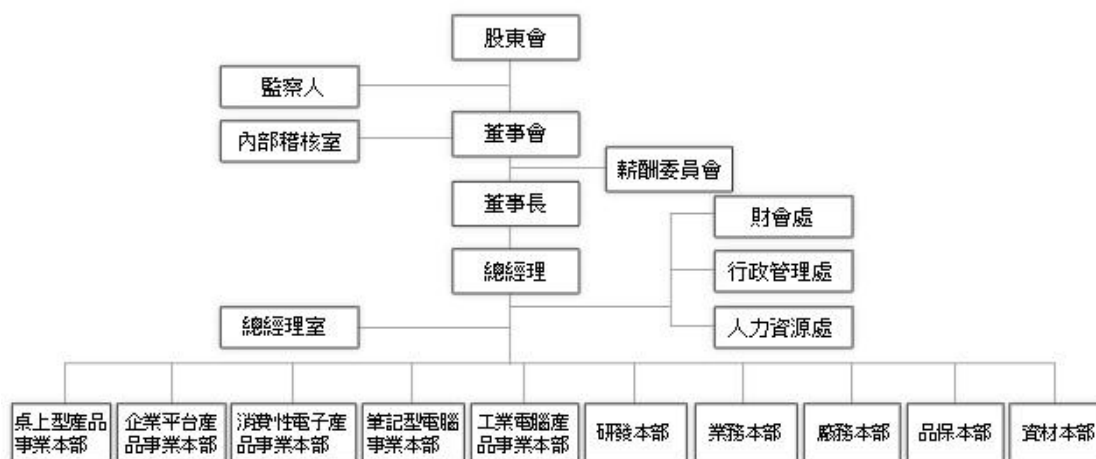 股東會
監察人
董事會
內部稽核室
薪酬委員會
董事長
財會處
總經理
行政管理處
總經理室
人力資源處
桌上型產品
事業本部
企業平台產
品事業本部
消費性電子產
品事業本部
筆記型電腦
事業本部
工業電腦產
品事業本部
研發本部
業務本部
廠務本部
品保本部
資材本部